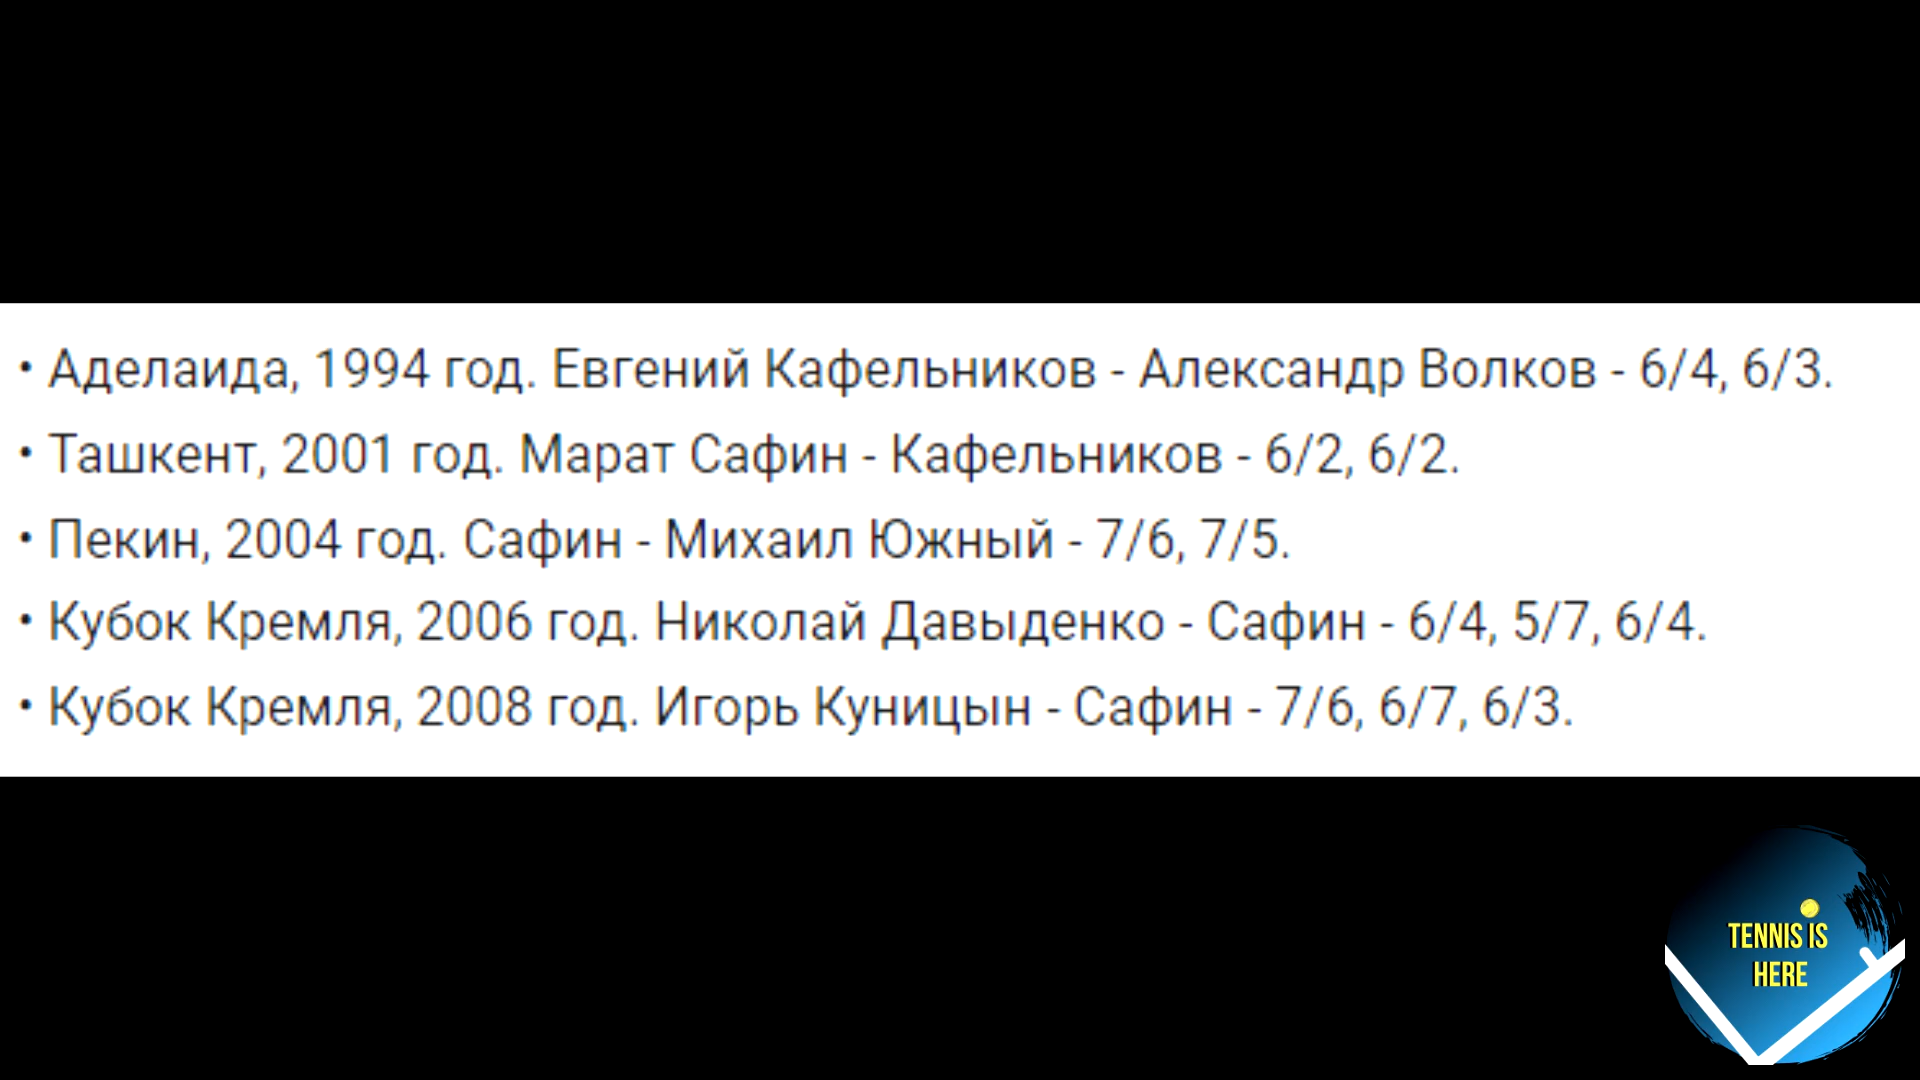 • Аделаида, 1994 год. Евгений Кафельников - Александр Волков - 6/4, 6/3.
• Ташкент, 2001 год. Марат Сафин - Кафельников - 6/2, 6/2.
• Пекин, 2004 год. Сафин - Михаил Южный - 7/6, 7/5.
• Кубок Кремля, 2006 год. Николай Давыденко - Сафин - 6/4, 5/7, 6/4.
• Кубок Кремля, 2008 год. Игорь Куницын - Сафин - 7/6, 6/7, 6/3.
TENNIS IS
HERE